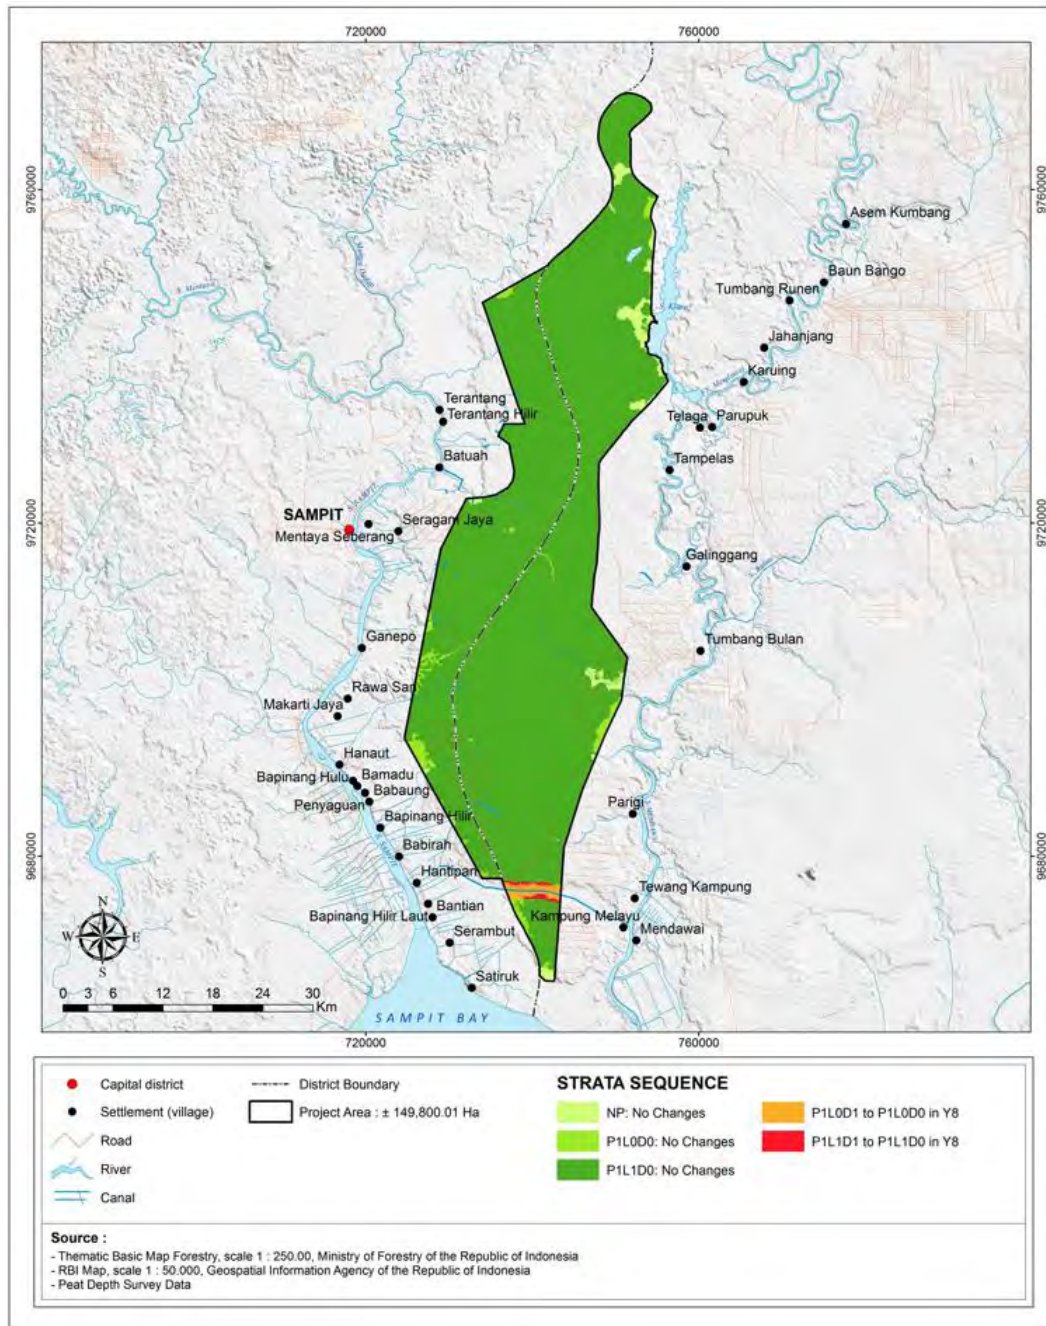 720000
760000
9760000
9760000
Asem Kumbang
Baun Bango
Tumbang Runen
Jahanjang
Karuing
Terantang
Terantang Hilir
Telaga
Parupuk
Batuah
Tampelas
SAMPIT
S. SAMPIT
Seragam Jaya
Mentaya Seberang
9720000
9720000
Galinggang
Ganepo
Tumbang Bulan
Rawa Sari
Makarti Jaya
Hanaut
Bapinang Hulu
Bamadu
Babaung
Penyaguan
Parigi
Bapinang Hilir
S. SAMPIT
Babirah
9680000
9680000
Hantipan
Tewang Kampung
Bantian
Bapinang Hilir Laut
Kampung Melayu
Serambut
Mendawai
N
W
E
S
Satiruk
0 3 6 12 18 24 30
Km
SAMPIT BAY
720000
760000
Capital district
Settlement (village)
Road
River
Canal
District Boundary
Project Area : ± 149,800.01 Ha
STRATA SEQUENCE
NP: No Changes
P1L0D0: No Changes
P1L1D0: No Changes
P1L0D1 to P1L0D0 in Y8
P1L1D1 to P1L1D0 in Y8
Source :
- Thematic Basic Map Forestry, scale 1 : 250.00, Ministry of Forestry of the Republic of Indonesia
- RBI Map, scale 1 : 50.000, Geospatial Information Agency of the Republic of Indonesia
- Peat Depth Survey Data